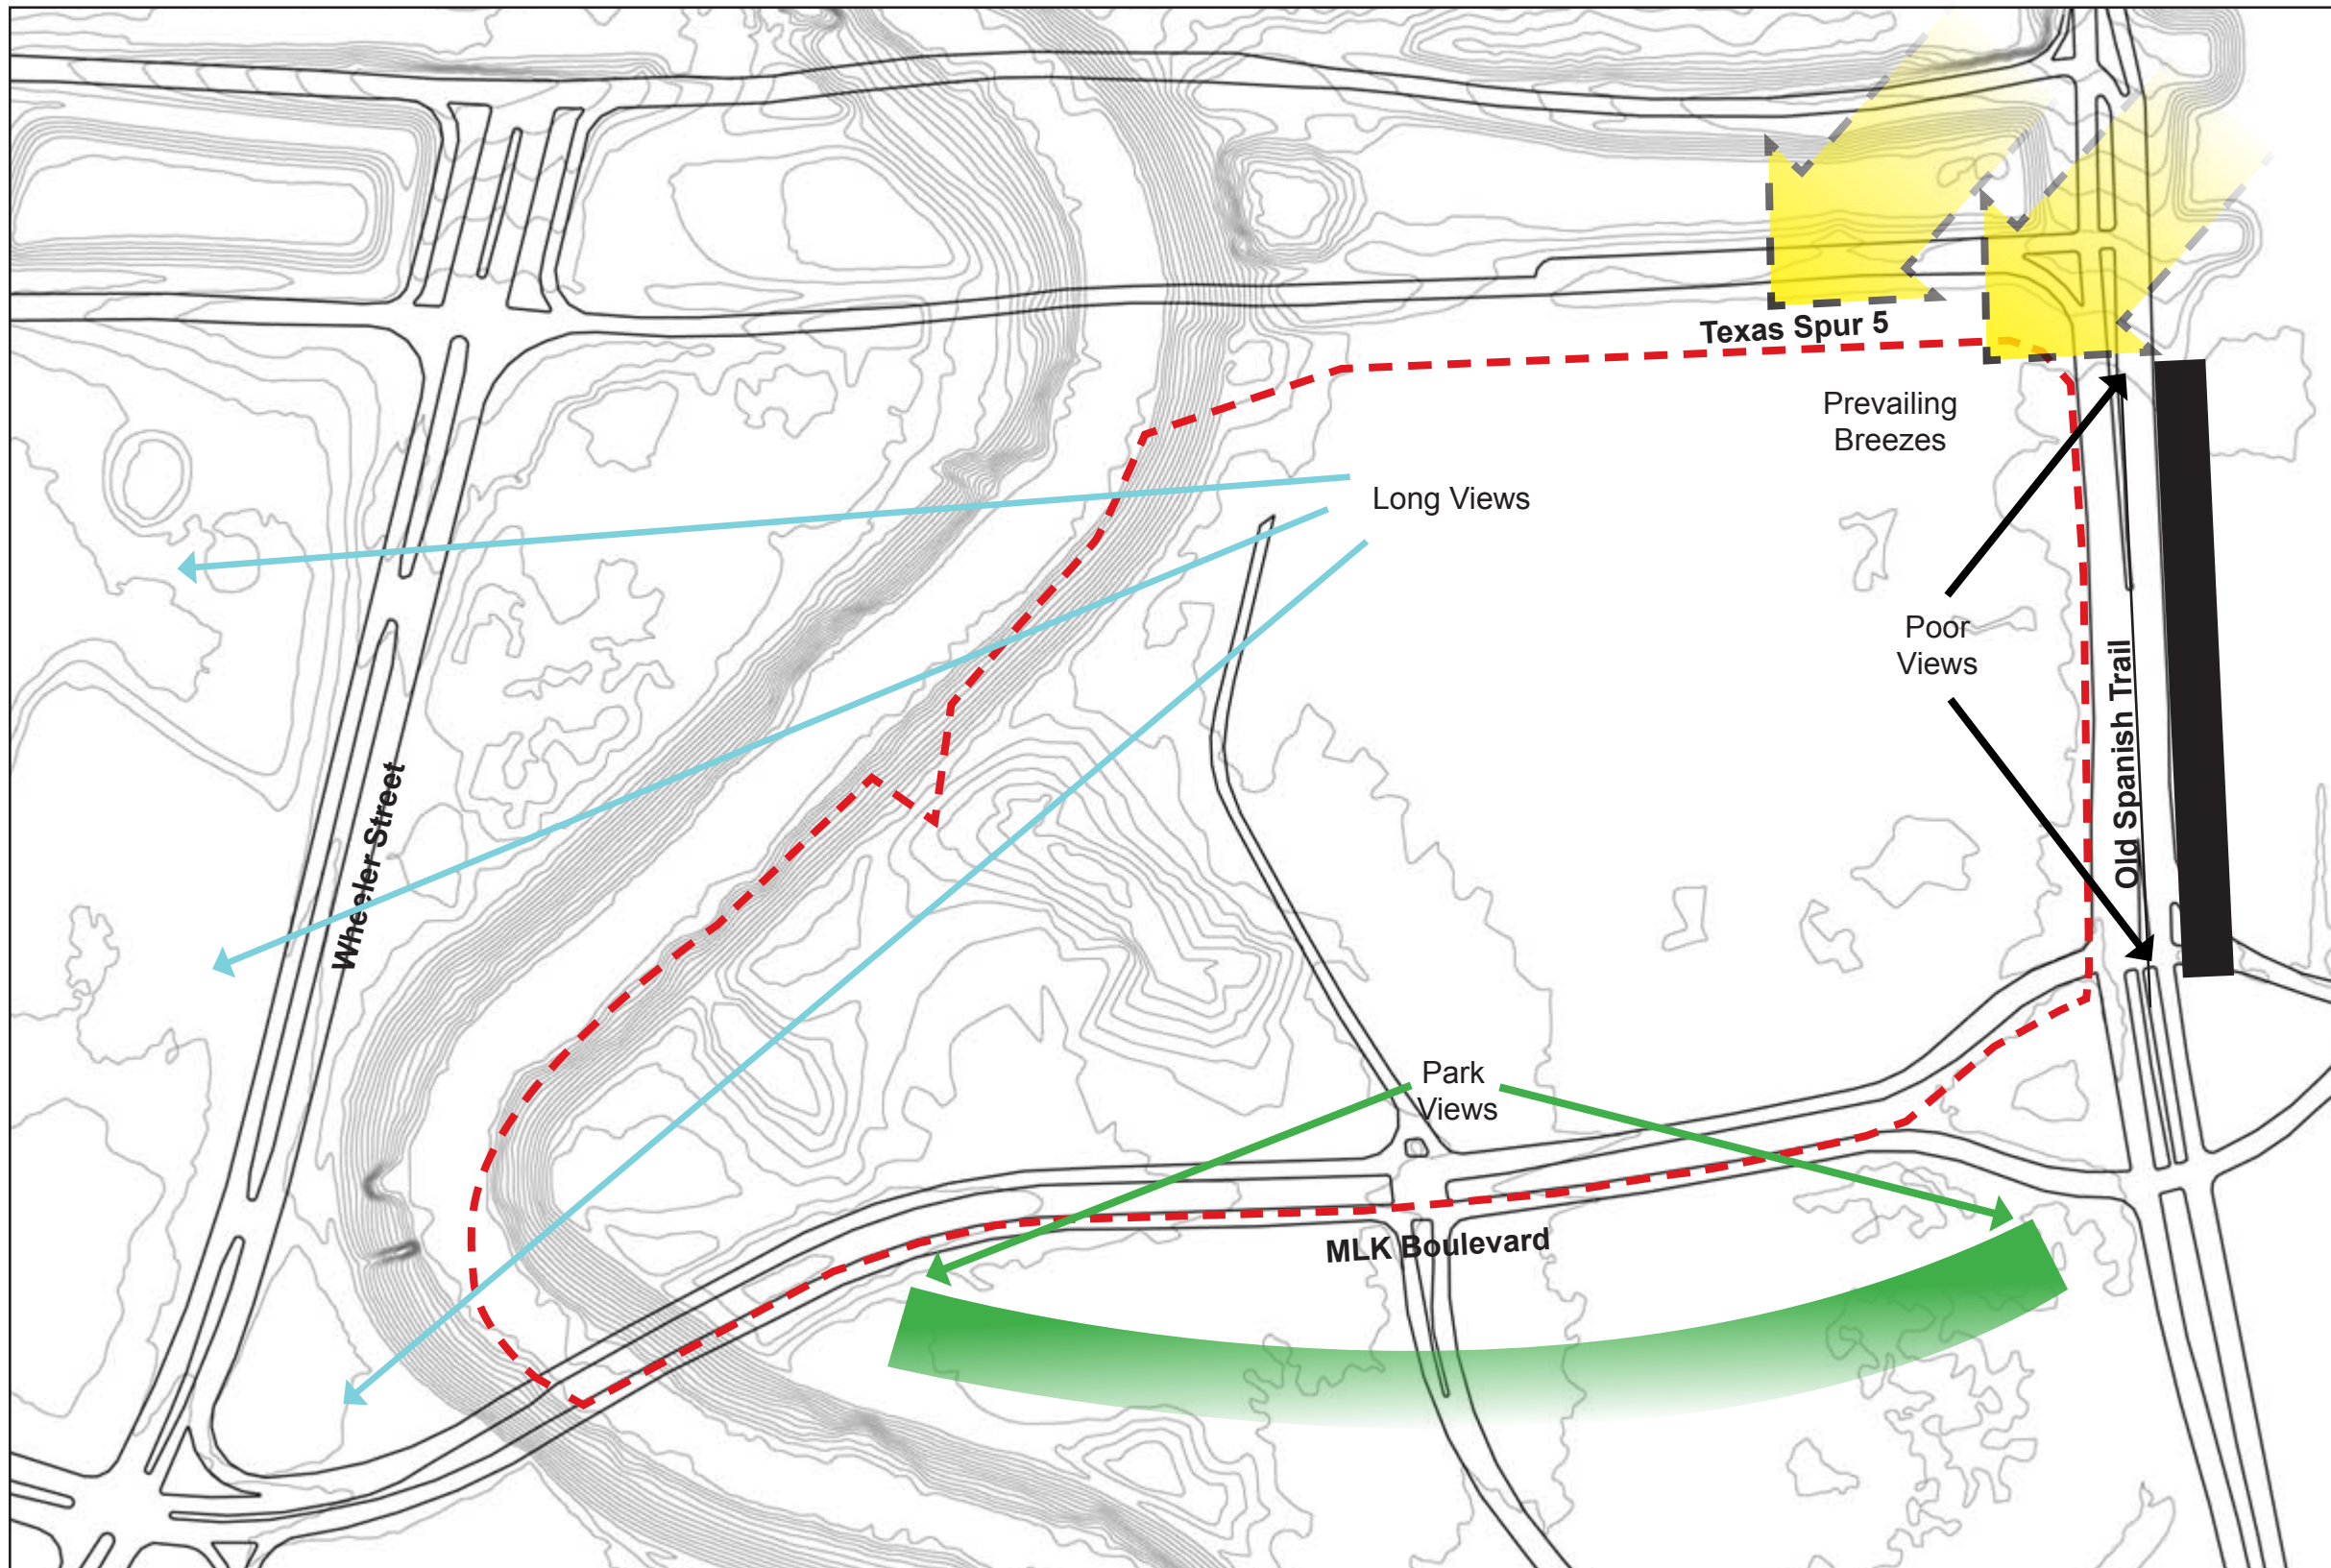 Texas Spur 5
Prevailing
Breezes
Long Views
Poor
Views
Old Spanish Trail
Wheeler Street
Park
Views
MLK Boulevard